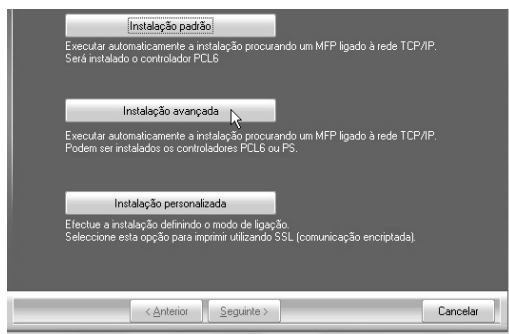 Instalação padrão
Executar automaticamente a instalação procurando um MFP ligado à rede TCP/IP.
Será instalado o controlador PCL6
Instalação avançada
Executar automaticamente a instalação procurando um MFP ligado à rede TCP/IP.
Podem ser instalados os controladores PCL6 ou PS.
Instalação personalizada
Efectue a instalação definindo o modo de ligação.
Seleccione esta opção para imprimir utilizando SSL (comunicação encriptada).
< Anterior Seguinte > Cancelar